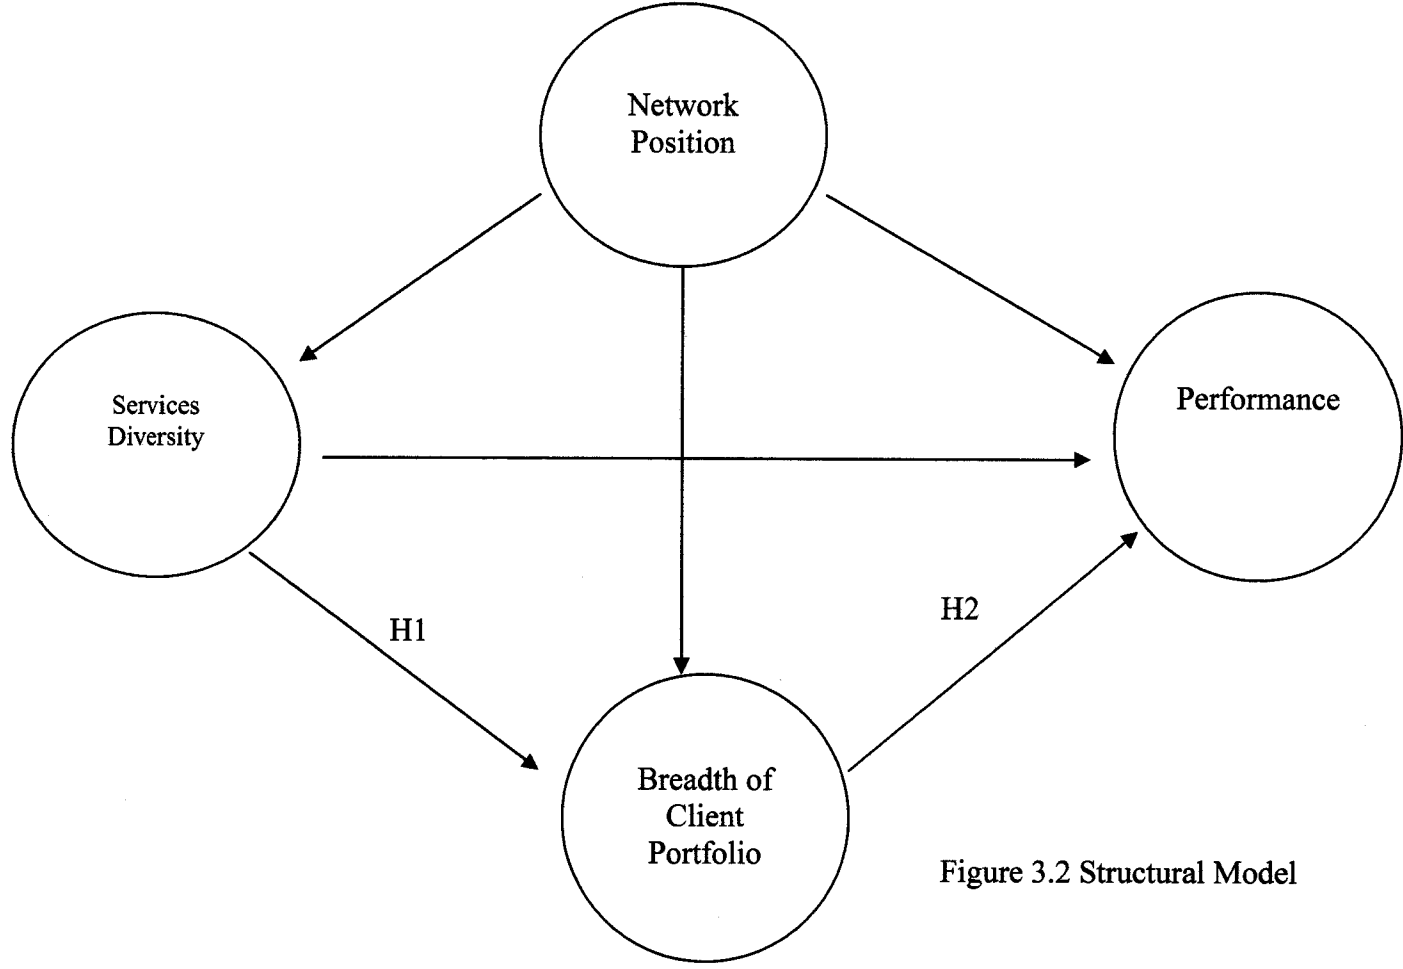 Network
Position
Services
Diversity
Performance
H1
H2
Breadth of
Client
Portfolio
Figure 3.2 Structural Model